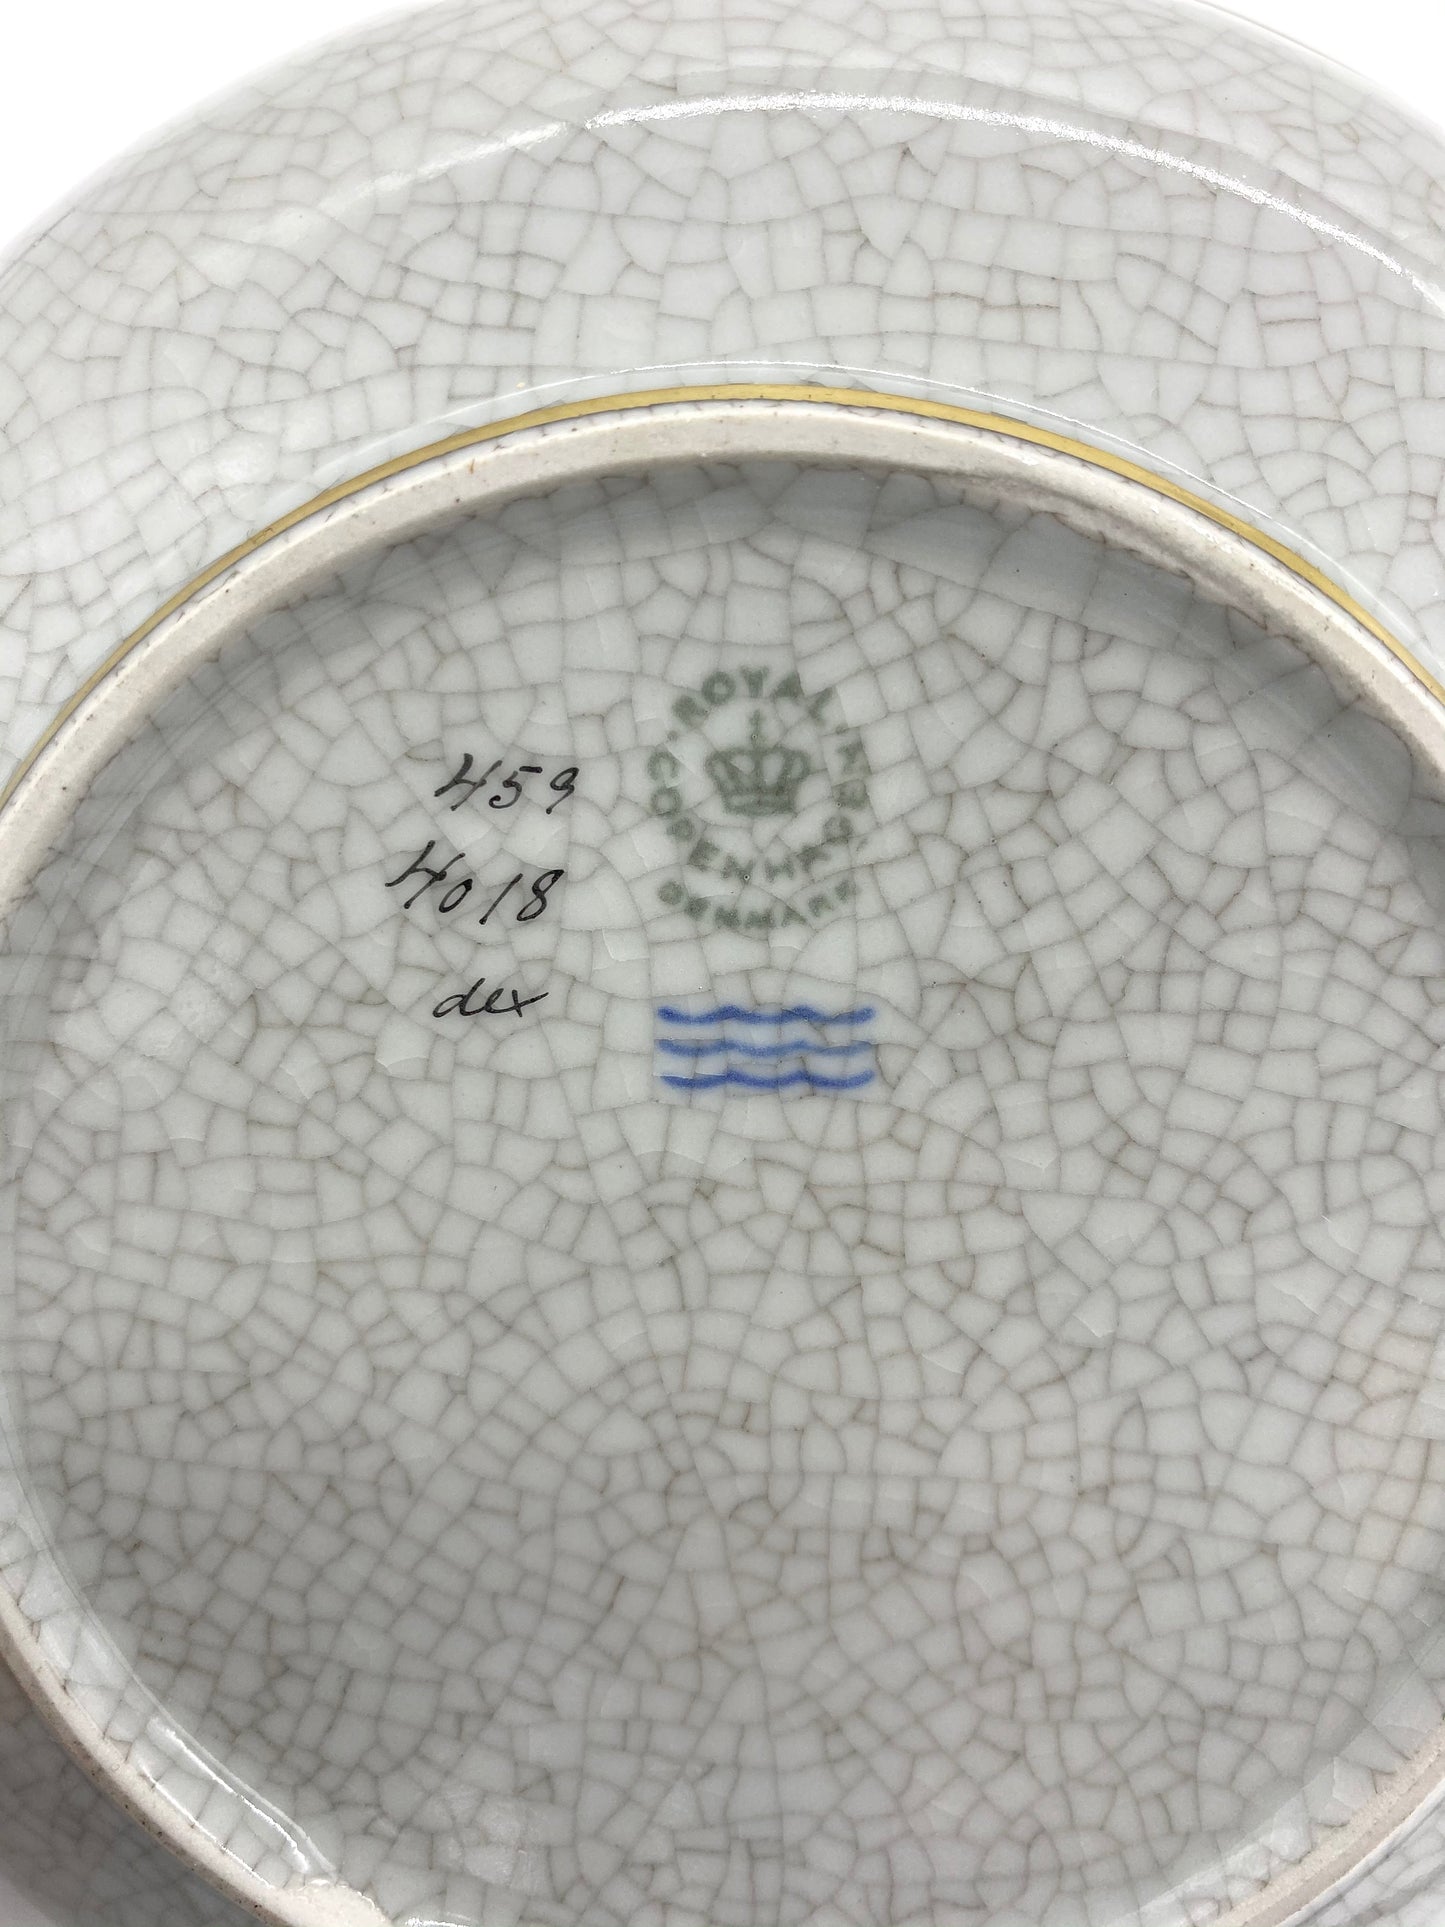 ROYAL
COPENHAGEN
DENMARK
459
4018
dex